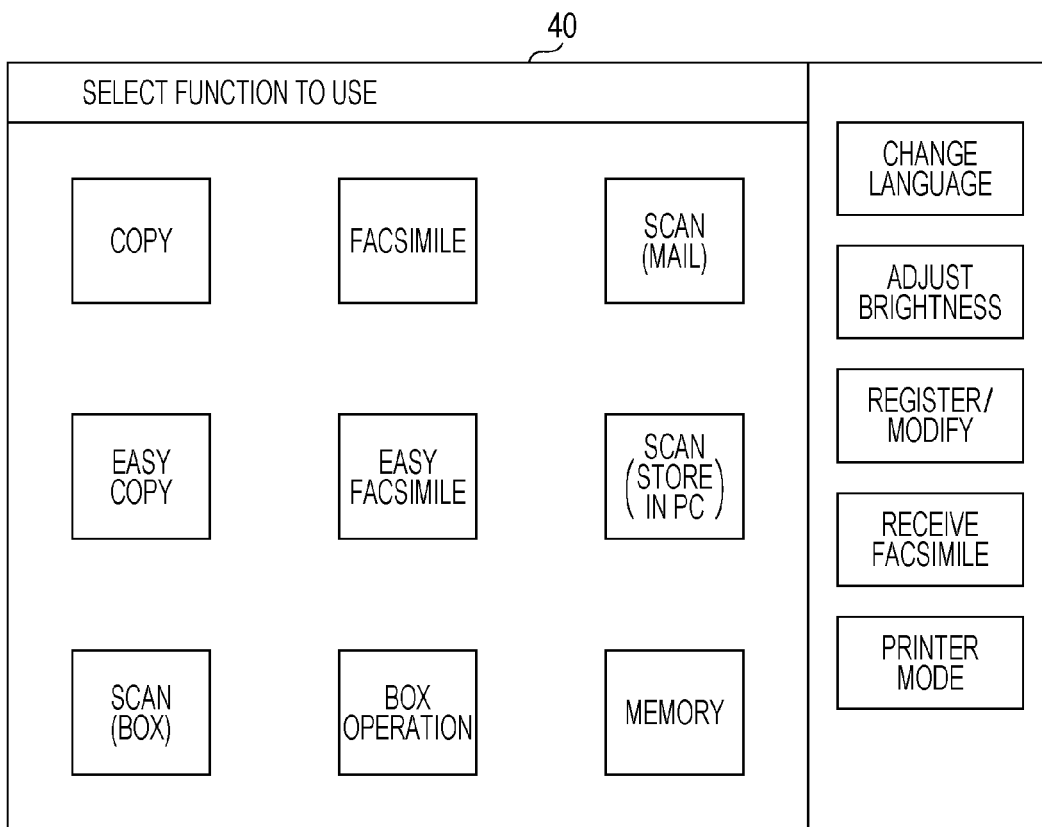 40
SELECT FUNCTION TO USE
COPY
FACSIMILE
SCAN
(MAIL)
EASY
COPY
EASY
FACSIMILE
SCAN
(STORE
IN PC)
SCAN
(BOX)
BOX
OPERATION
MEMORY
CHANGE
LANGUAGE
ADJUST
BRIGHTNESS
REGISTER/
MODIFY
RECEIVE
FACSIMILE
PRINTER
MODE